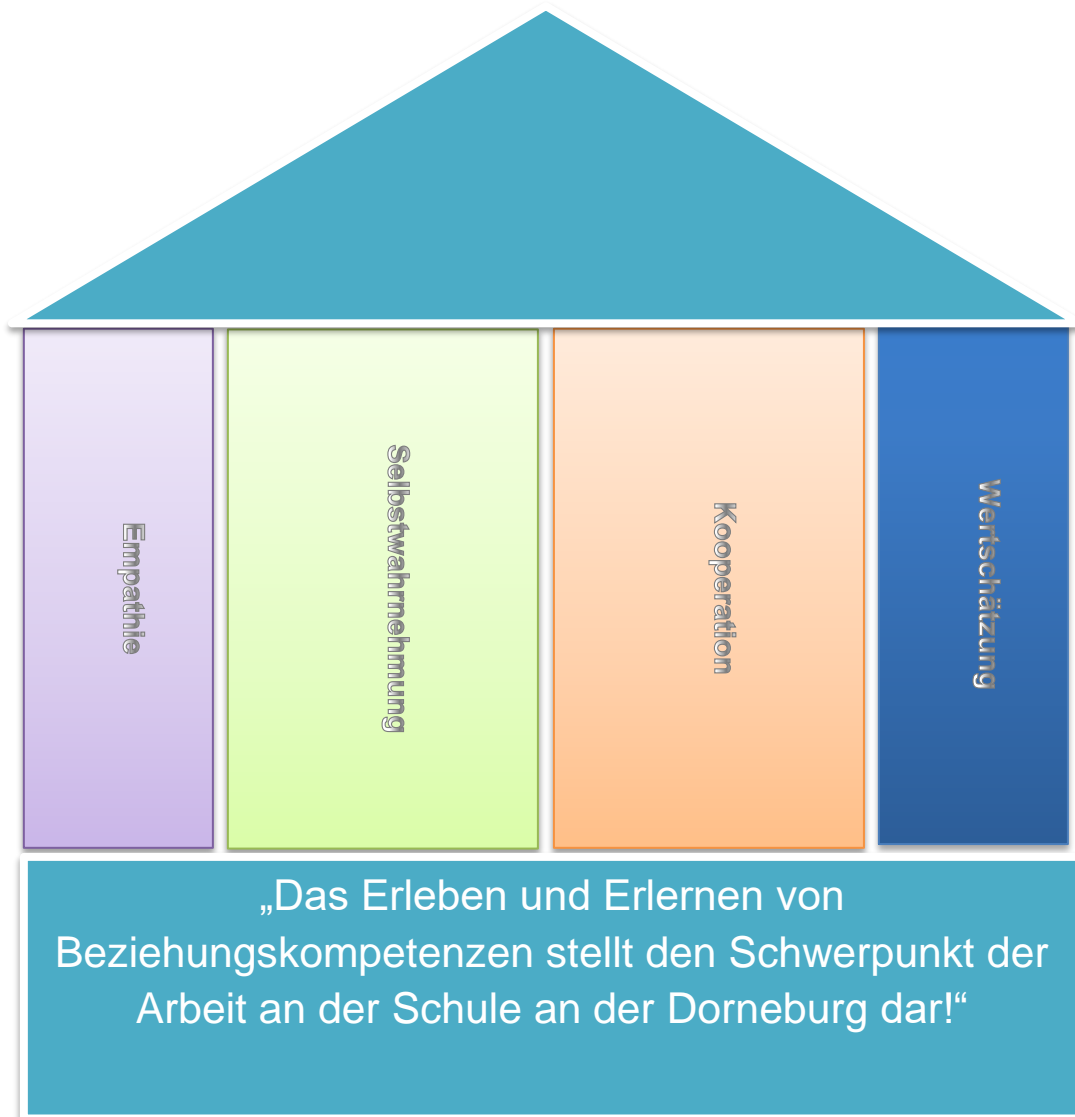 Empathie
Selbstwahrnehmung
Kooperation
Wertschätzung
„Das Erleben und Erlernen von
Beziehungskompetenzen stellt den Schwerpunkt der
Arbeit an der Schule an der Dorneburg dar!“